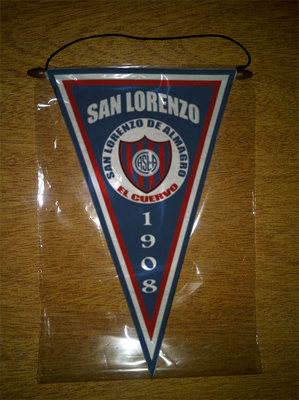 SAN LORENZO
SAN LORENZO DE ALMAGRO
CASLA
EL CUERVO
1908